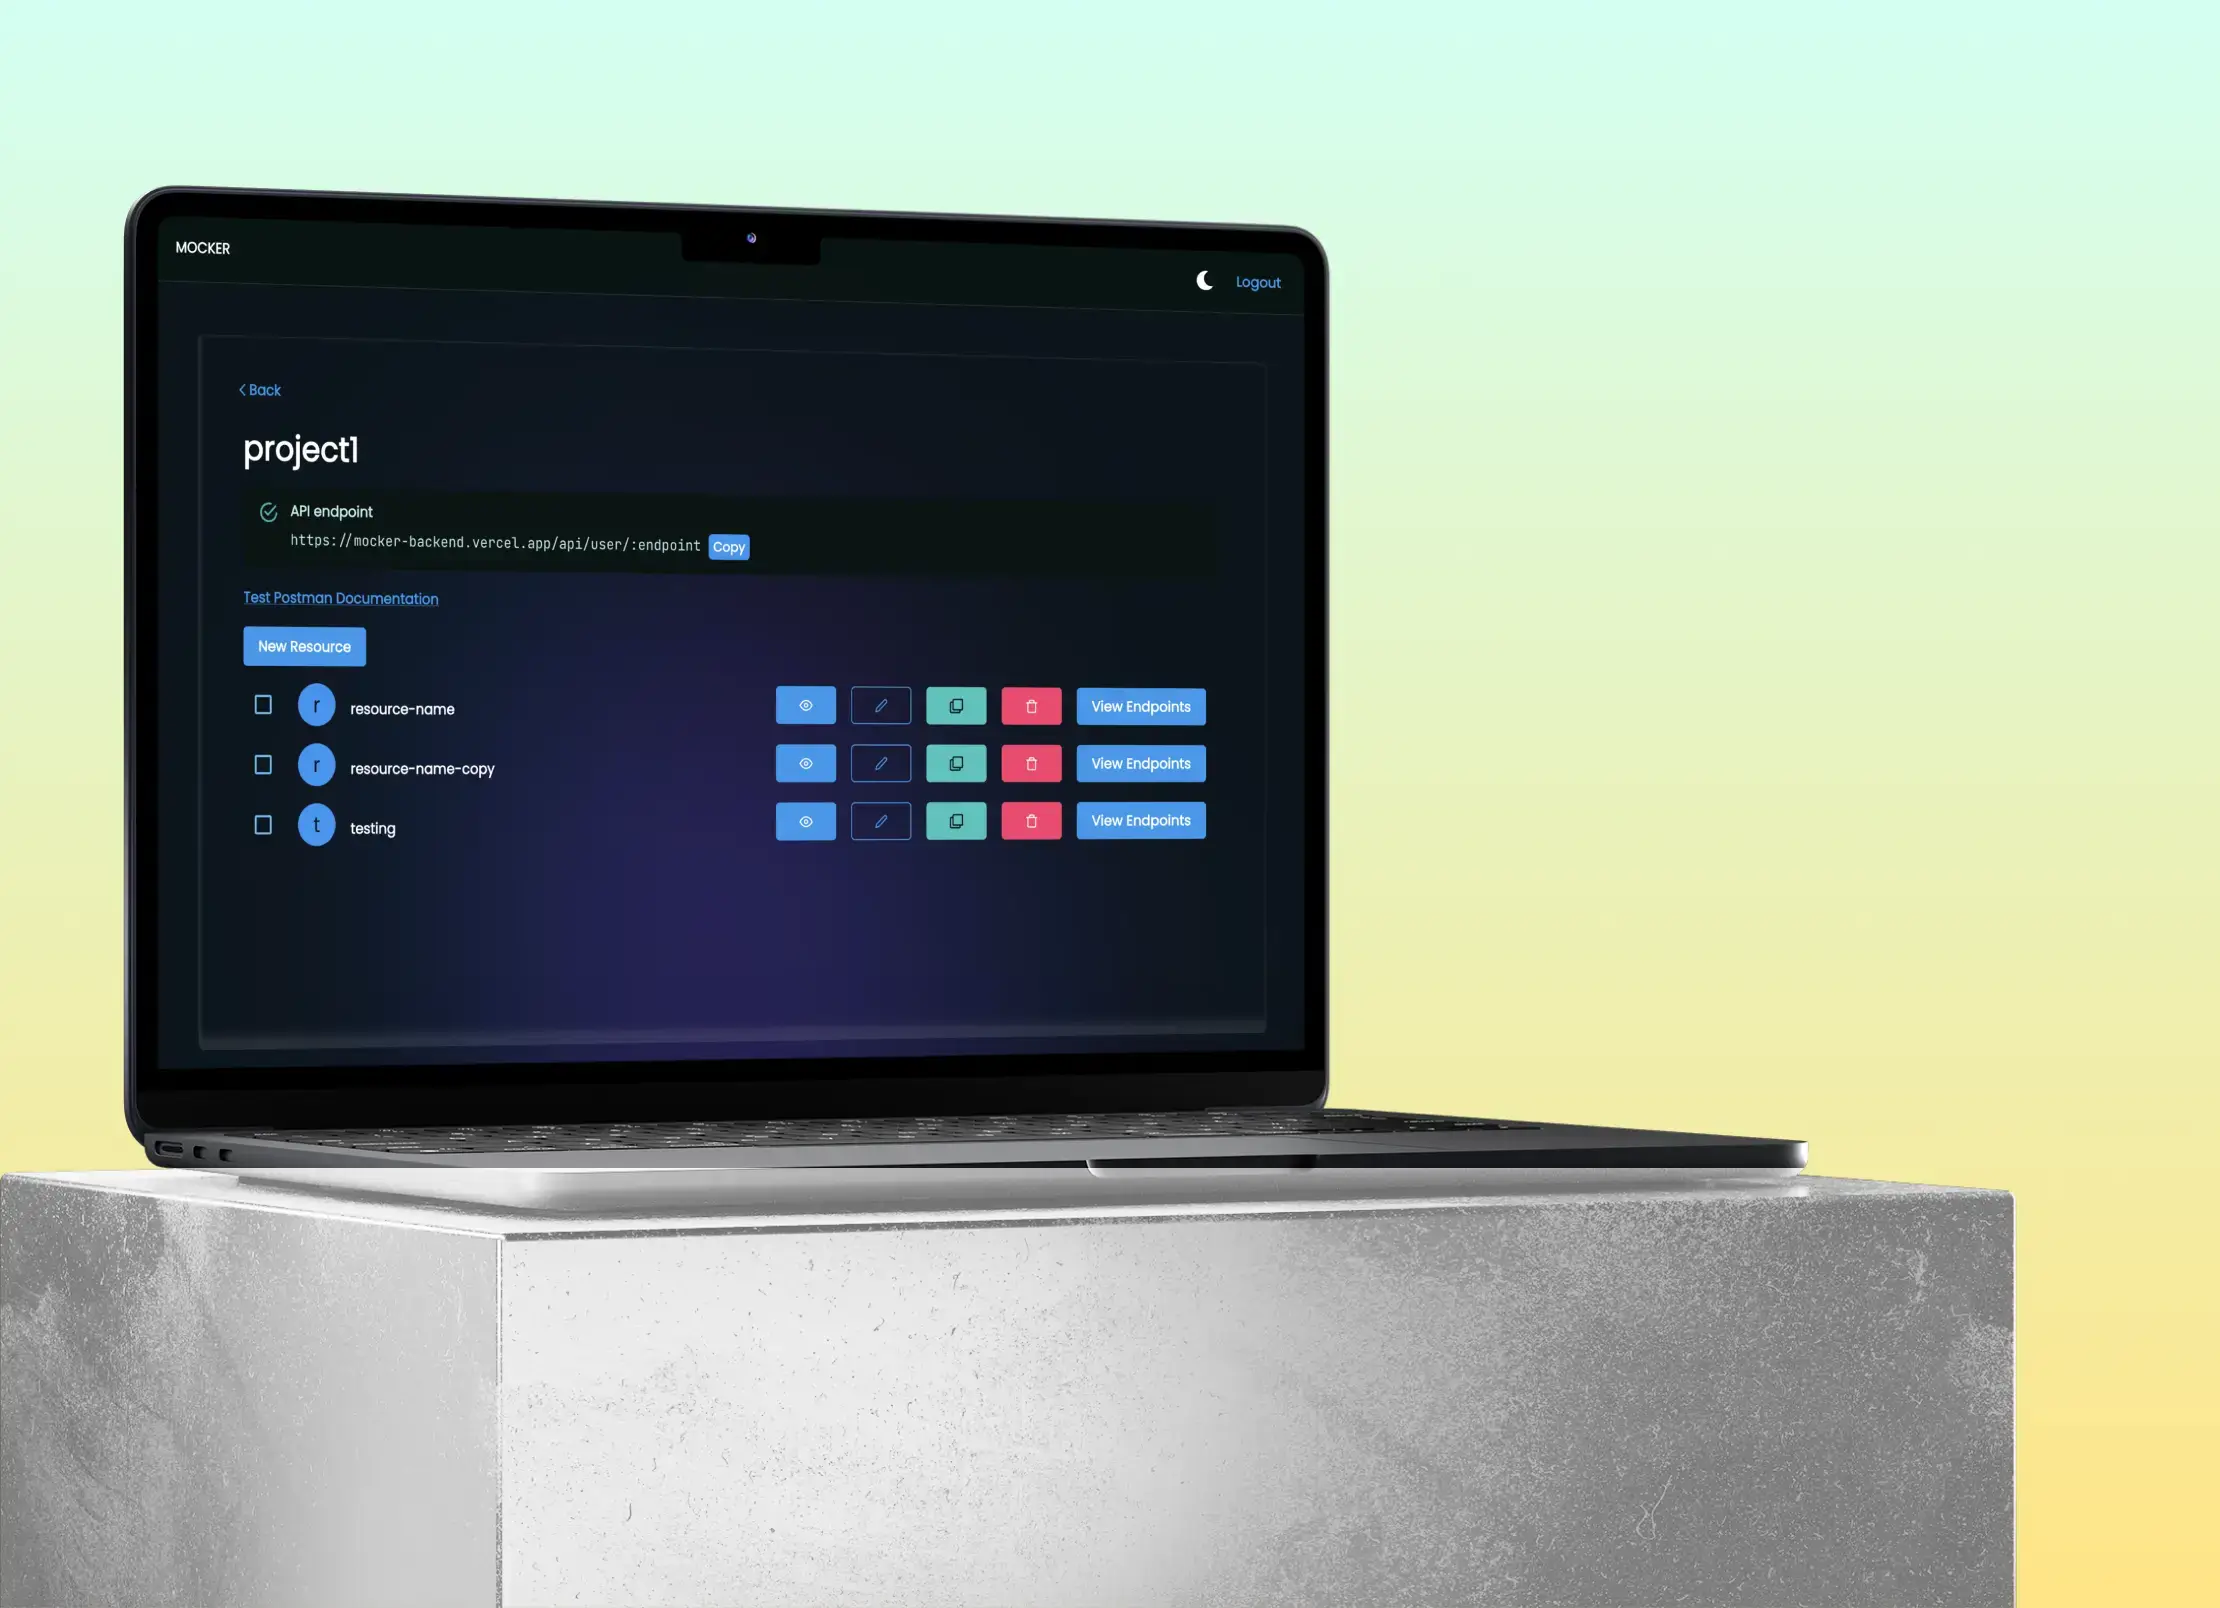 MOCKER
Logout
Back
project1
API endpoint
https://mocker-backend.vercel.app/api/user/:endpoint Copy
Test Postman Documentation
New Resource
r resource-name View Endpoints
r resource-name-copy View Endpoints
t testing View Endpoints